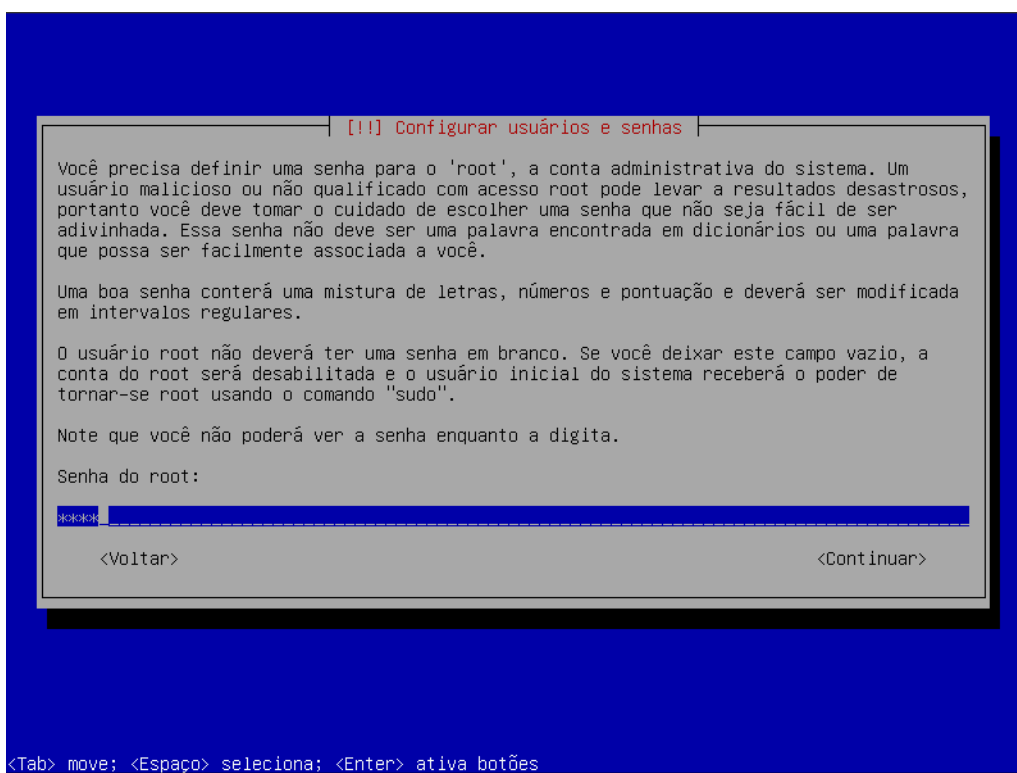 [!!] Configurar usuários e senhas
Você precisa definir uma senha para o 'root', a conta administrativa do sistema. Um
usuário malicioso ou não qualificado com acesso root pode levar a resultados desastrosos,
portanto você deve tomar o cuidado de escolher uma senha que não seja fácil de ser
adivinhada. Essa senha não deve ser uma palavra encontrada em dicionários ou uma palavra
que possa ser facilmente associada a você.
Uma boa senha conterá uma mistura de letras, números e pontuação e deverá ser modificada
em intervalos regulares.
O usuário root não deverá ter uma senha em branco. Se você deixar este campo vazio, a
conta do root será desabilitada e o usuário inicial do sistema receberá o poder de
tornar-se root usando o comando "sudo".
Note que você não poderá ver a senha enquanto a digita.
Senha do root:
****
<Voltar> <Continuar>
<Tab> move; <Espaço> seleciona; <Enter> ativa botões